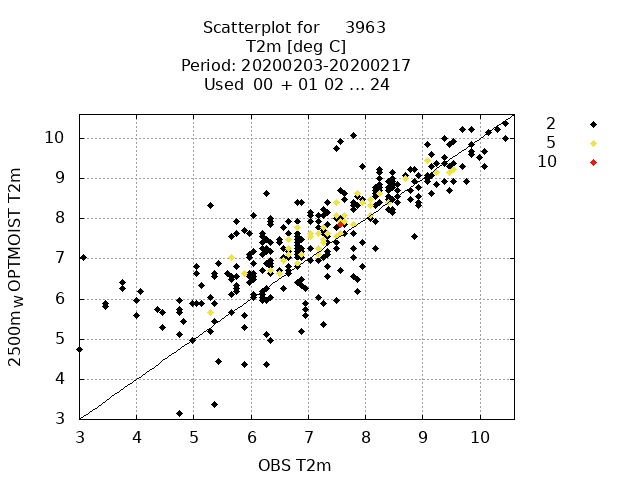 Scatterplot for 3963
T2m [deg C]
Period: 20200203-20200217
Used 00 + 01 02 ... 24
2500m_W OPTMOIST T2m
10
9
8
7
6
5
4
3
3 4 5 6 7 8 9 10
OBS T2m
2
5
10